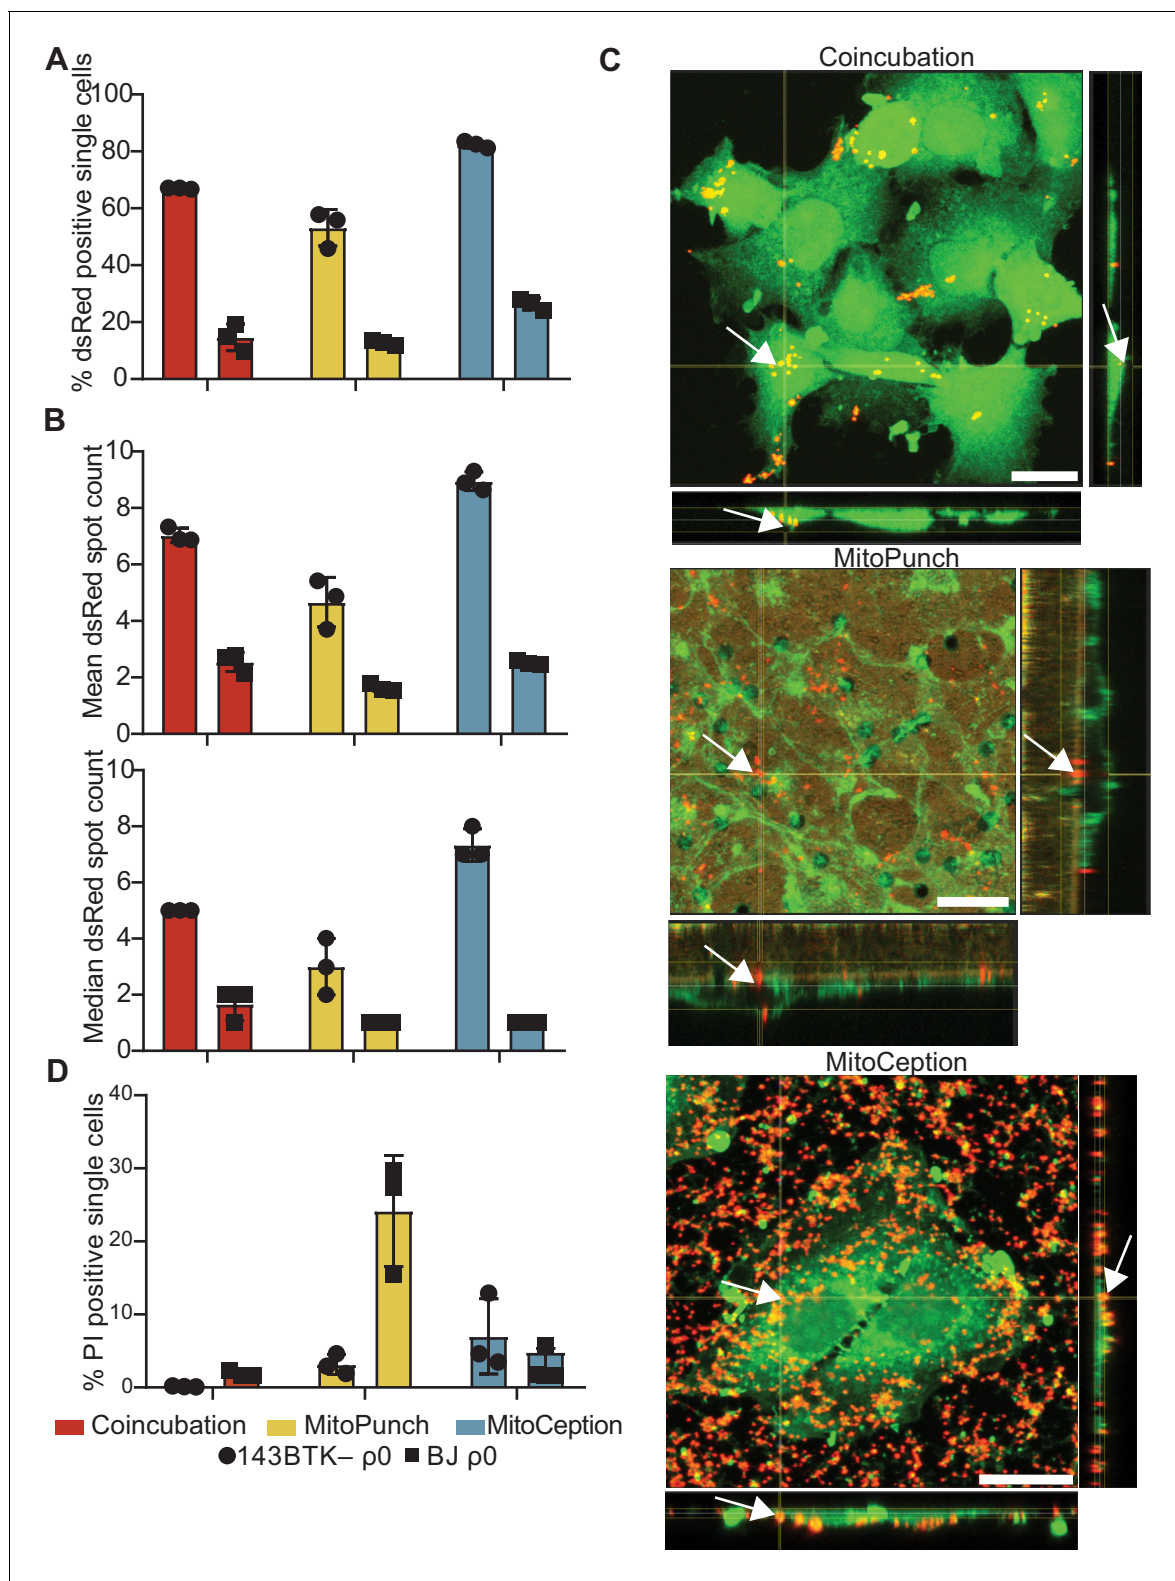 A
% dsRed positive single cells
100
80
60
40
20
0
B
Mean dsRed spot count
10
8
6
4
2
0
Median dsRed spot count
10
8
6
4
2
0
D
% PI positive single cells
40
30
20
10
0
Coincubation MitoPunch MitoCeption
143BTK– ρ0 BJ ρ0
C
Coincubation
MitoPunch
MitoCeption